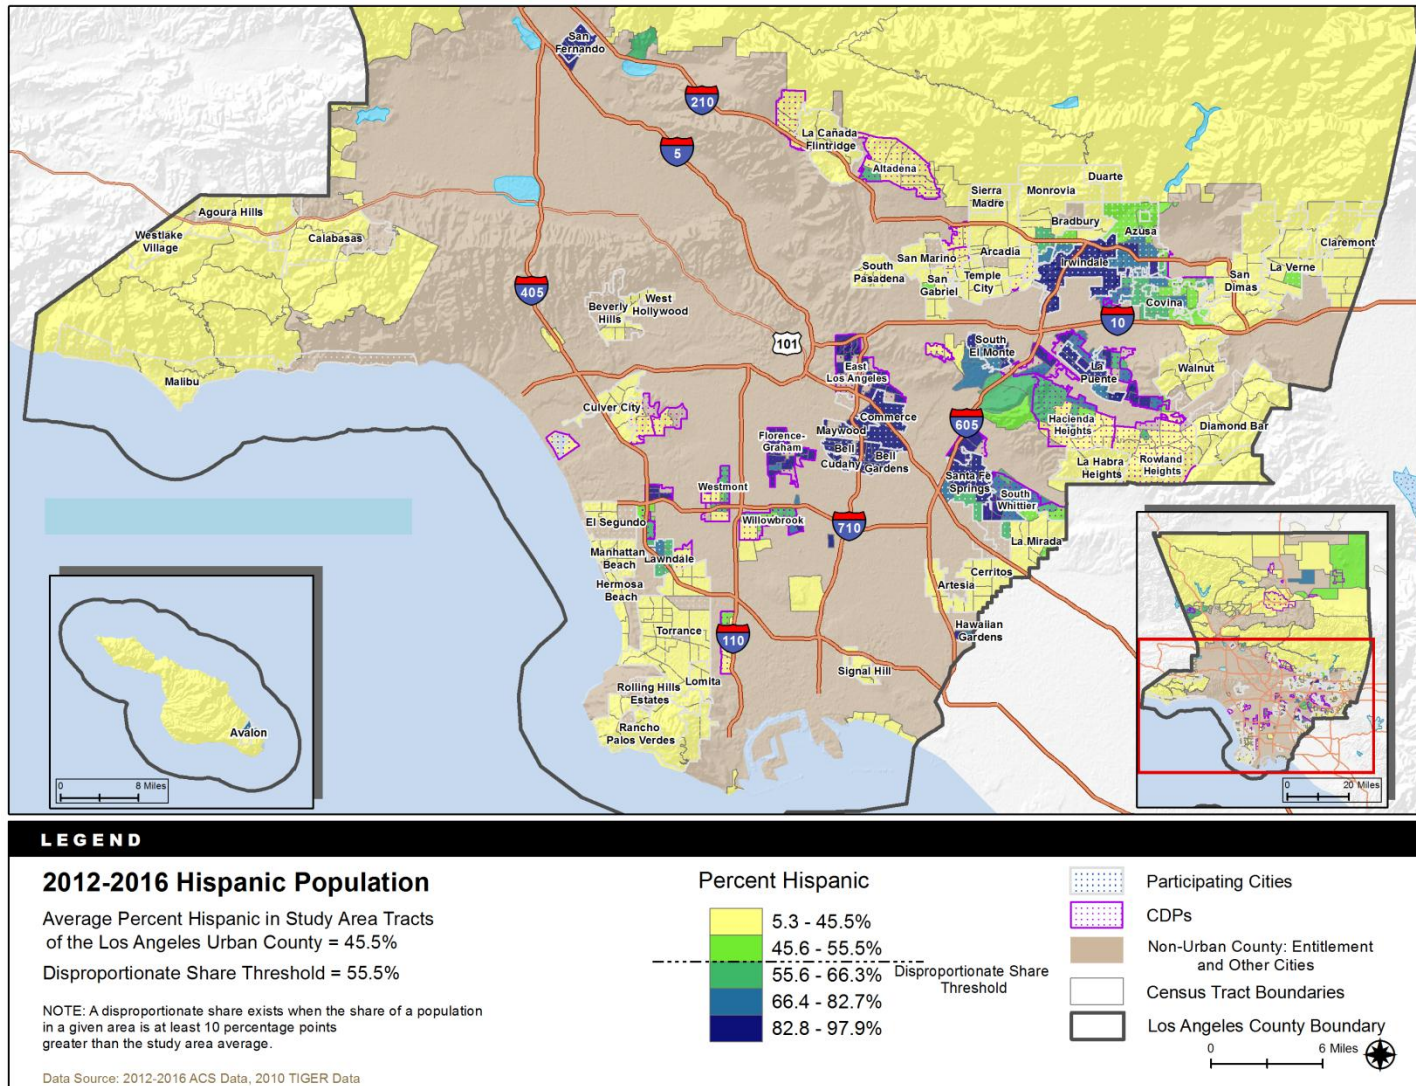 San
Fernando
210
5
La Cañada
Flintridge
Altadena
Sierra
Madre
Monrovia
Duarte
Bradbury
Azusa
Agoura Hills
Westlake
Village
Calabasas
Malibu
405
Beverly
Hills
West
Hollywood
101
South
Pasadena
San Marino
San
Gabriel
Arcadia
Temple
City
Irwindale
Covina
San
Dimas
La Verne
Claremont
10
South
El Monte
La
Puente
Walnut
East
Los Angeles
Commerce
Culver City
Maywood
Bell
Cudahy
Bell
Gardens
Florence-
Graham
605
Hacienda
Heights
Diamond Bar
La Habra
Heights
Rowland
Heights
Santa Fe
Springs
South
Whittier
Westmont
Willowbrook
710
La Mirada
El Segundo
Manhattan
Beach
Lawndale
Hermosa
Beach
Cerritos
Artesia
Hawaiian
Gardens
Torrance
110
Lomita
Signal Hill
Rolling Hills
Estates
Rancho
Palos Verdes
Avalon
0 8 Miles
0 20 Miles
LEGEND
2012-2016 Hispanic Population
Average Percent Hispanic in Study Area Tracts
of the Los Angeles Urban County = 45.5%
Disproportionate Share Threshold = 55.5%
NOTE: A disproportionate share exists when the share of a population
in a given area is at least 10 percentage points
greater than the study area average.
Data Source: 2012-2016 ACS Data, 2010 TIGER Data
Percent Hispanic
5.3 - 45.5%
45.6 - 55.5%
55.6 - 66.3%
66.4 - 82.7%
82.8 - 97.9%
Disproportionate Share
Threshold
Participating Cities
CDPs
Non-Urban County: Entitlement
and Other Cities
Census Tract Boundaries
Los Angeles County Boundary
0 6 Miles